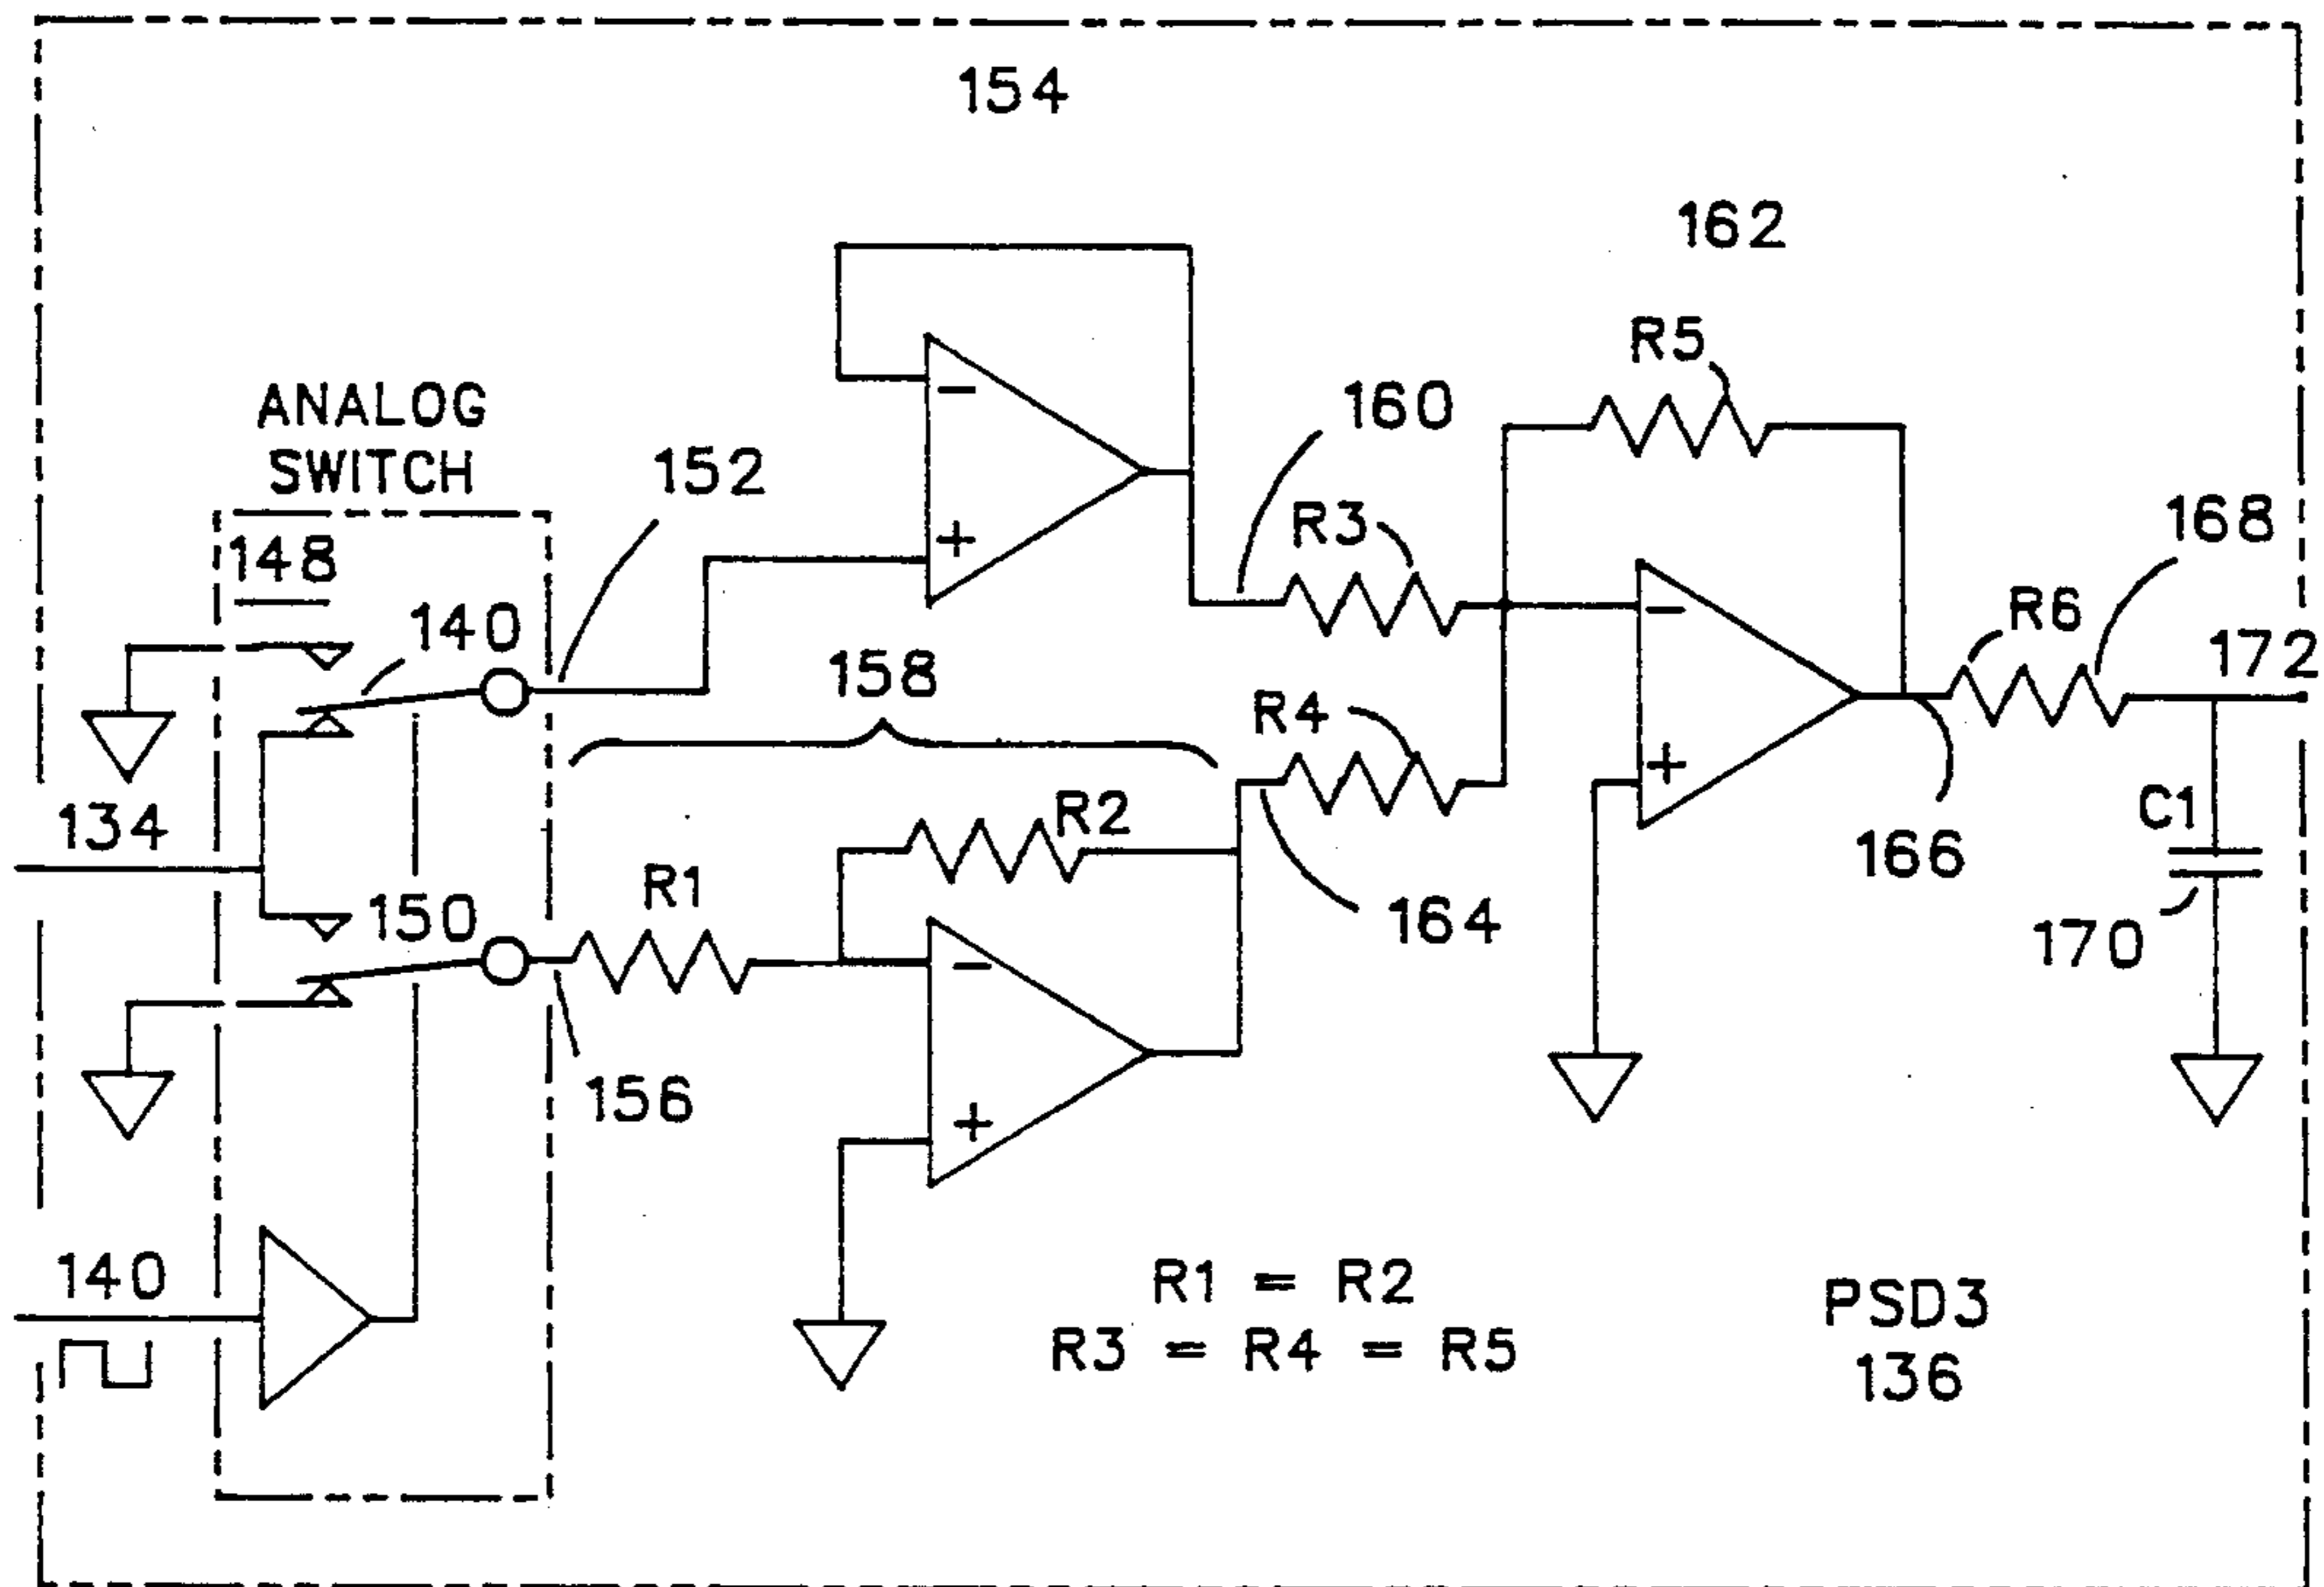 154
162
R5
ANALOG
SWITCH
160
152
R3
168
148
140
R6
172
158
R4
134
R2
C1
R1
166
150
164
170
156
140
R1 = R2
R3 = R4 = R5
PSD3
136